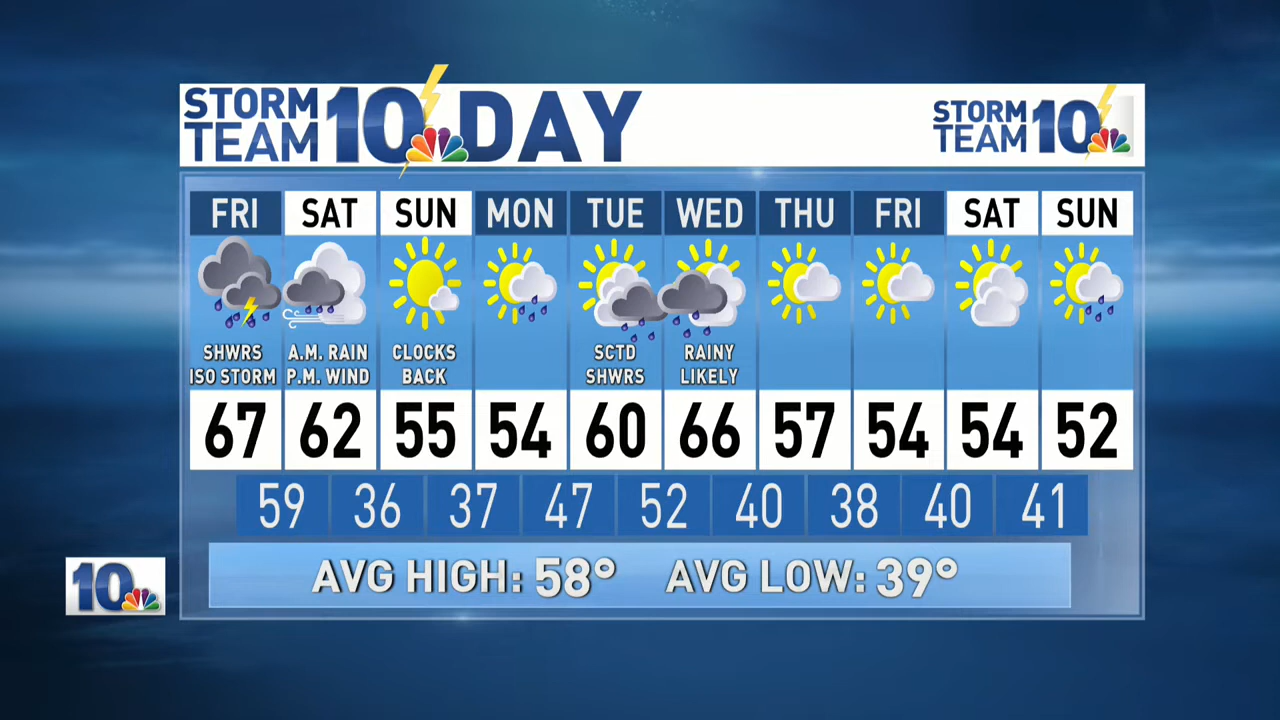 STORM TEAM 10 DAY
STORM TEAM 10
FRI SAT SUN MON TUE WED THU FRI SAT SUN
SHWRS A.M. RAIN CLOCKS SCTD RAINY
ISO STORM P.M. WIND BACK SHWRS LIKELY
67 62 55 54 60 66 57 54 54 52
59 36 37 47 52 40 38 40 41
AVG HIGH: 58° AVG LOW: 39°
10